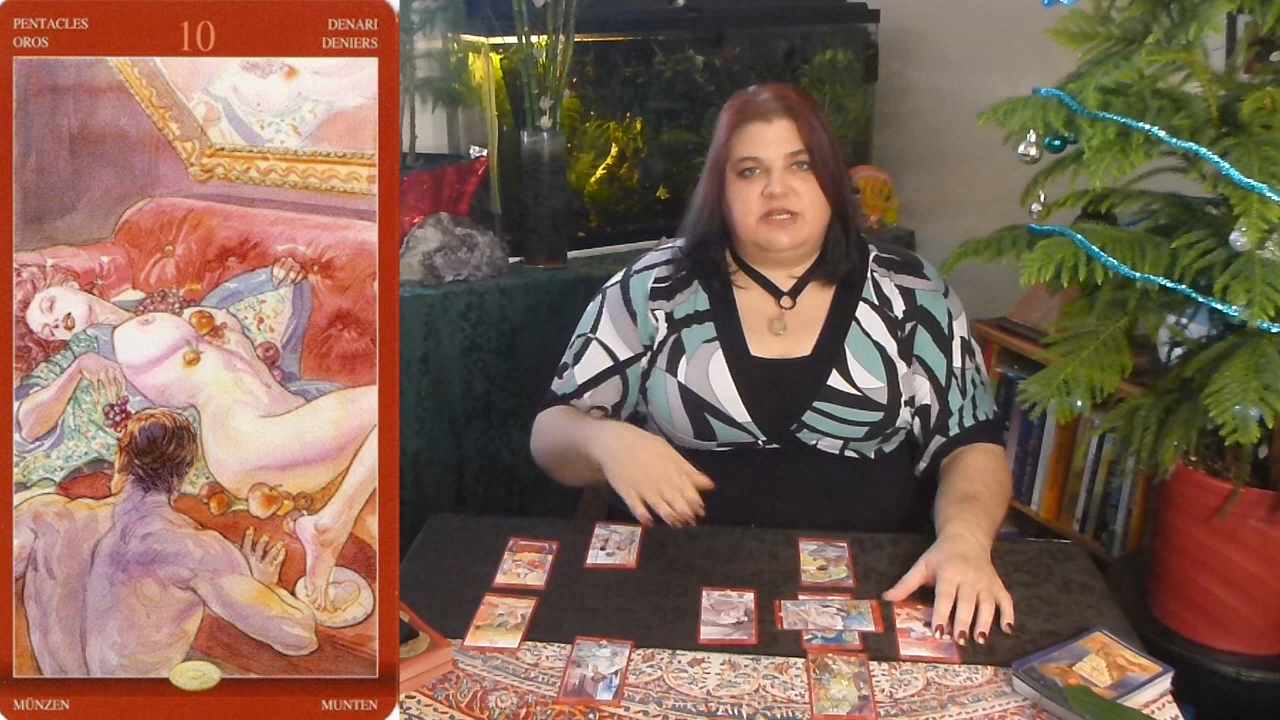 PENTACLES
OROS
10
DENARI
DENIERS
MÜNZEN
MUNTEN